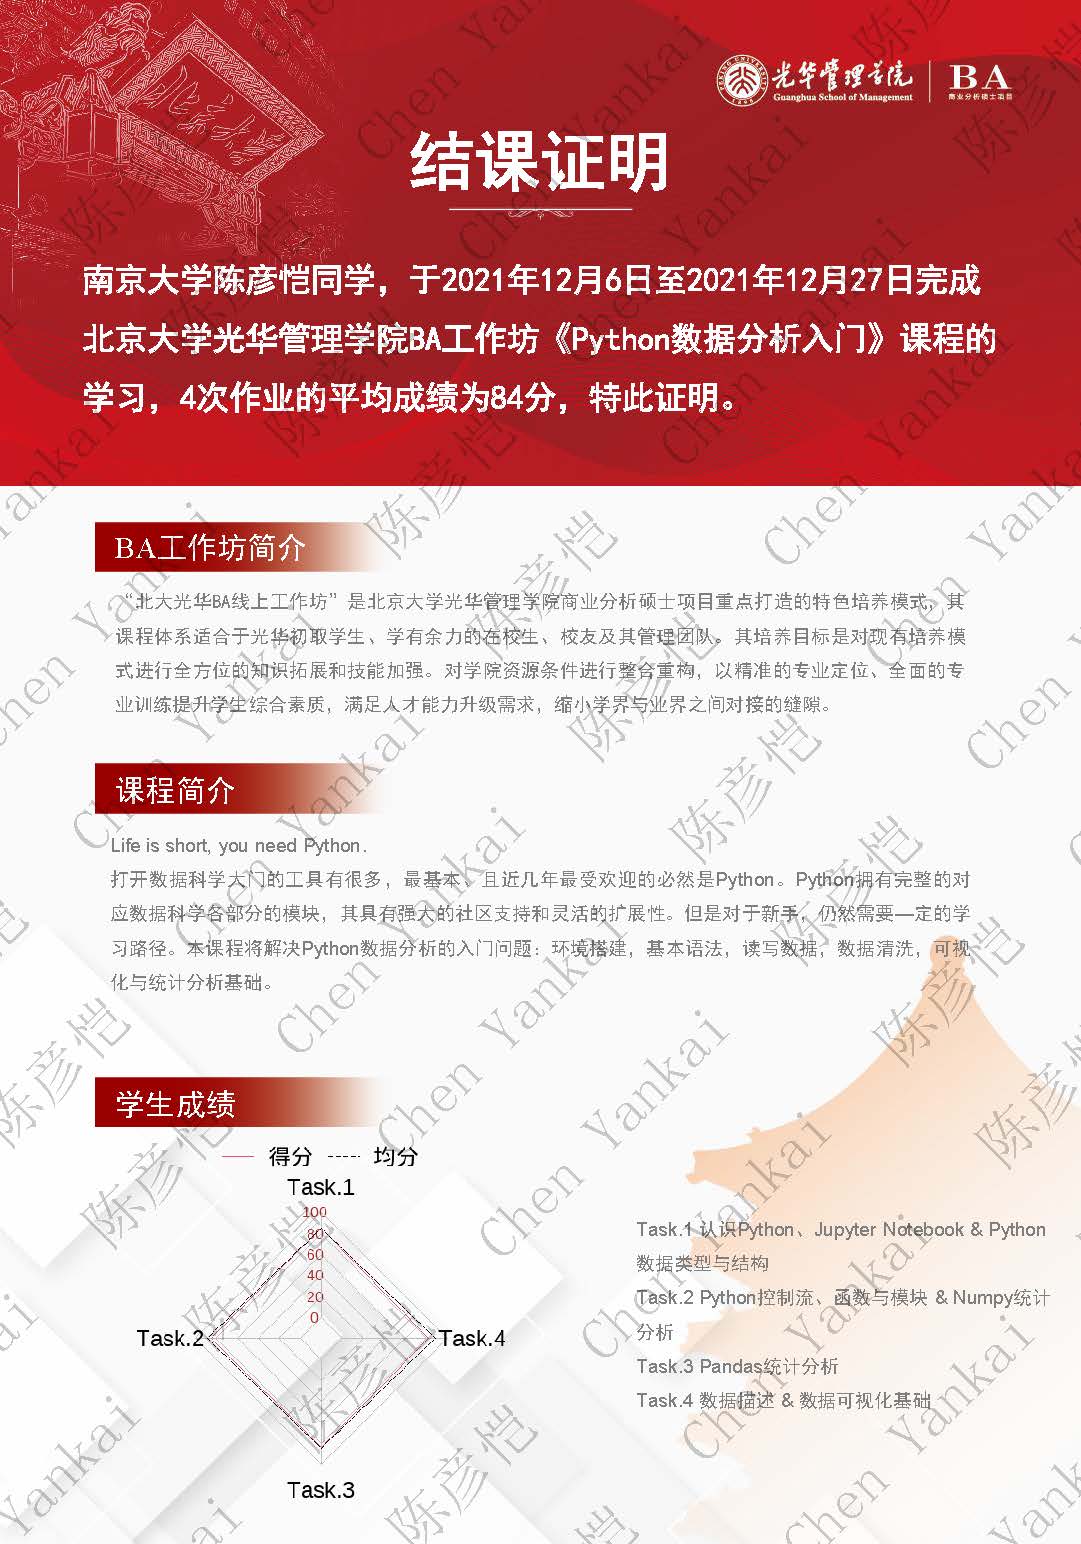 光华管理学院
Guanghua School of Management
BA
商业分析硕士项目
PEKING UNIVERSITY
1898
结课证明
南京大学陈彦恺同学，于2021年12月6日至2021年12月27日完成
北京大学光华管理学院BA工作坊《Python数据分析入门》课程的
学习，4次作业的平均成绩为84分，特此证明。
BA工作坊简介
“北大光华BA线上工作坊”是北京大学光华管理学院商业分析硕士项目重点打造的特色培养模式，其
课程体系适合于光华初取学生、学有余力的在校生、校友及其管理团队。其培养目标是对现有培养模
式进行全方位的知识拓展和技能加强。对学院资源条件进行整合重构，以精准的专业定位、全面的专
业训练提升学生综合素质，满足人才能力升级需求，缩小学界与业界之间对接的缝隙。
课程简介
Life is short, you need Python.
打开数据科学大门的工具有很多，最基本、且近几年最受欢迎的必然是Python。Python拥有完整的对
应数据科学各部分的模块，其具有强大的社区支持和灵活的扩展性。但是对于新手，仍然需要一定的学
习路径。本课程将解决Python数据分析的入门问题：环境搭建，基本语法，读写数据，数据清洗，可视
化与统计分析基础。
学生成绩
得分 均分
Task.1
100
80
60
40
20
0
Task.2
Task.4
Task.3
Task.1 认识Python、Jupyter Notebook & Python
数据类型与结构
Task.2 Python控制流、函数与模块 & Numpy统计
分析
Task.3 Pandas统计分析
Task.4 数据描述 & 数据可视化基础
陈彦恺
Chen Yankai